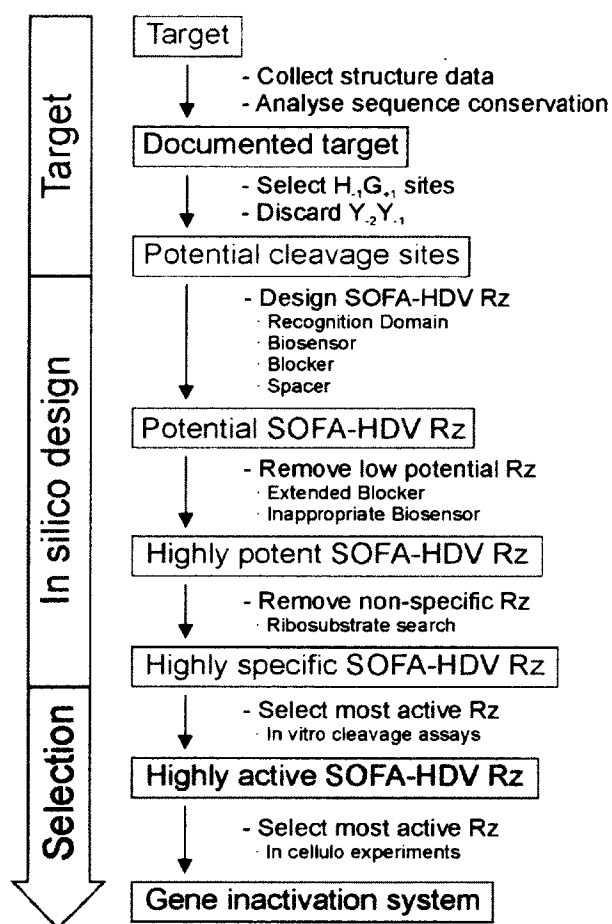 Target
- Collect structure data
- Analyse sequence conservation
Documented target
- Select H-1G+1 sites
- Discard Y-2Y-1
Potential cleavage sites
- Design SOFA-HDV Rz
· Recognition Domain
· Biosensor
· Blocker
· Spacer
Potential SOFA-HDV Rz
- Remove low potential Rz
· Extended Blocker
· Inappropriate Biosensor
Highly potent SOFA-HDV Rz
- Remove non-specific Rz
· Ribosubstrate search
Highly specific SOFA-HDV Rz
- Select most active Rz
· In vitro cleavage assays
Highly active SOFA-HDV Rz
- Select most active Rz
· In cellulo experiments
Gene inactivation system
Target
In silico design
Selection